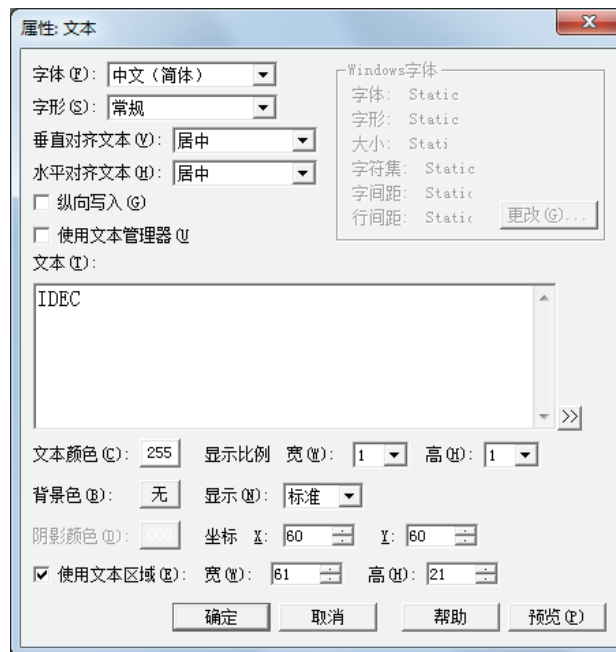 属性: 文本
字体(F): 中文（简体）
字形(S): 常规
垂直对齐文本(V): 居中
水平对齐文本(H): 居中
纵向写入(G)
使用文本管理器(U
Windows字体
字体: Static
字形: Static
大小: Stati
字符集: Static
字间距: Static
行间距: Static
更改(G)...
文本(T):
IDEC
>>
文本颜色(C): 255 显示比例 宽(W): 1 高(H): 1
背景色(B): 无 显示(N): 标准
阴影颜色(D): 000 坐标 X: 60 Y: 60
使用文本区域(E): 宽(W): 61 高(H): 21
确定 取消 帮助 预览(P)